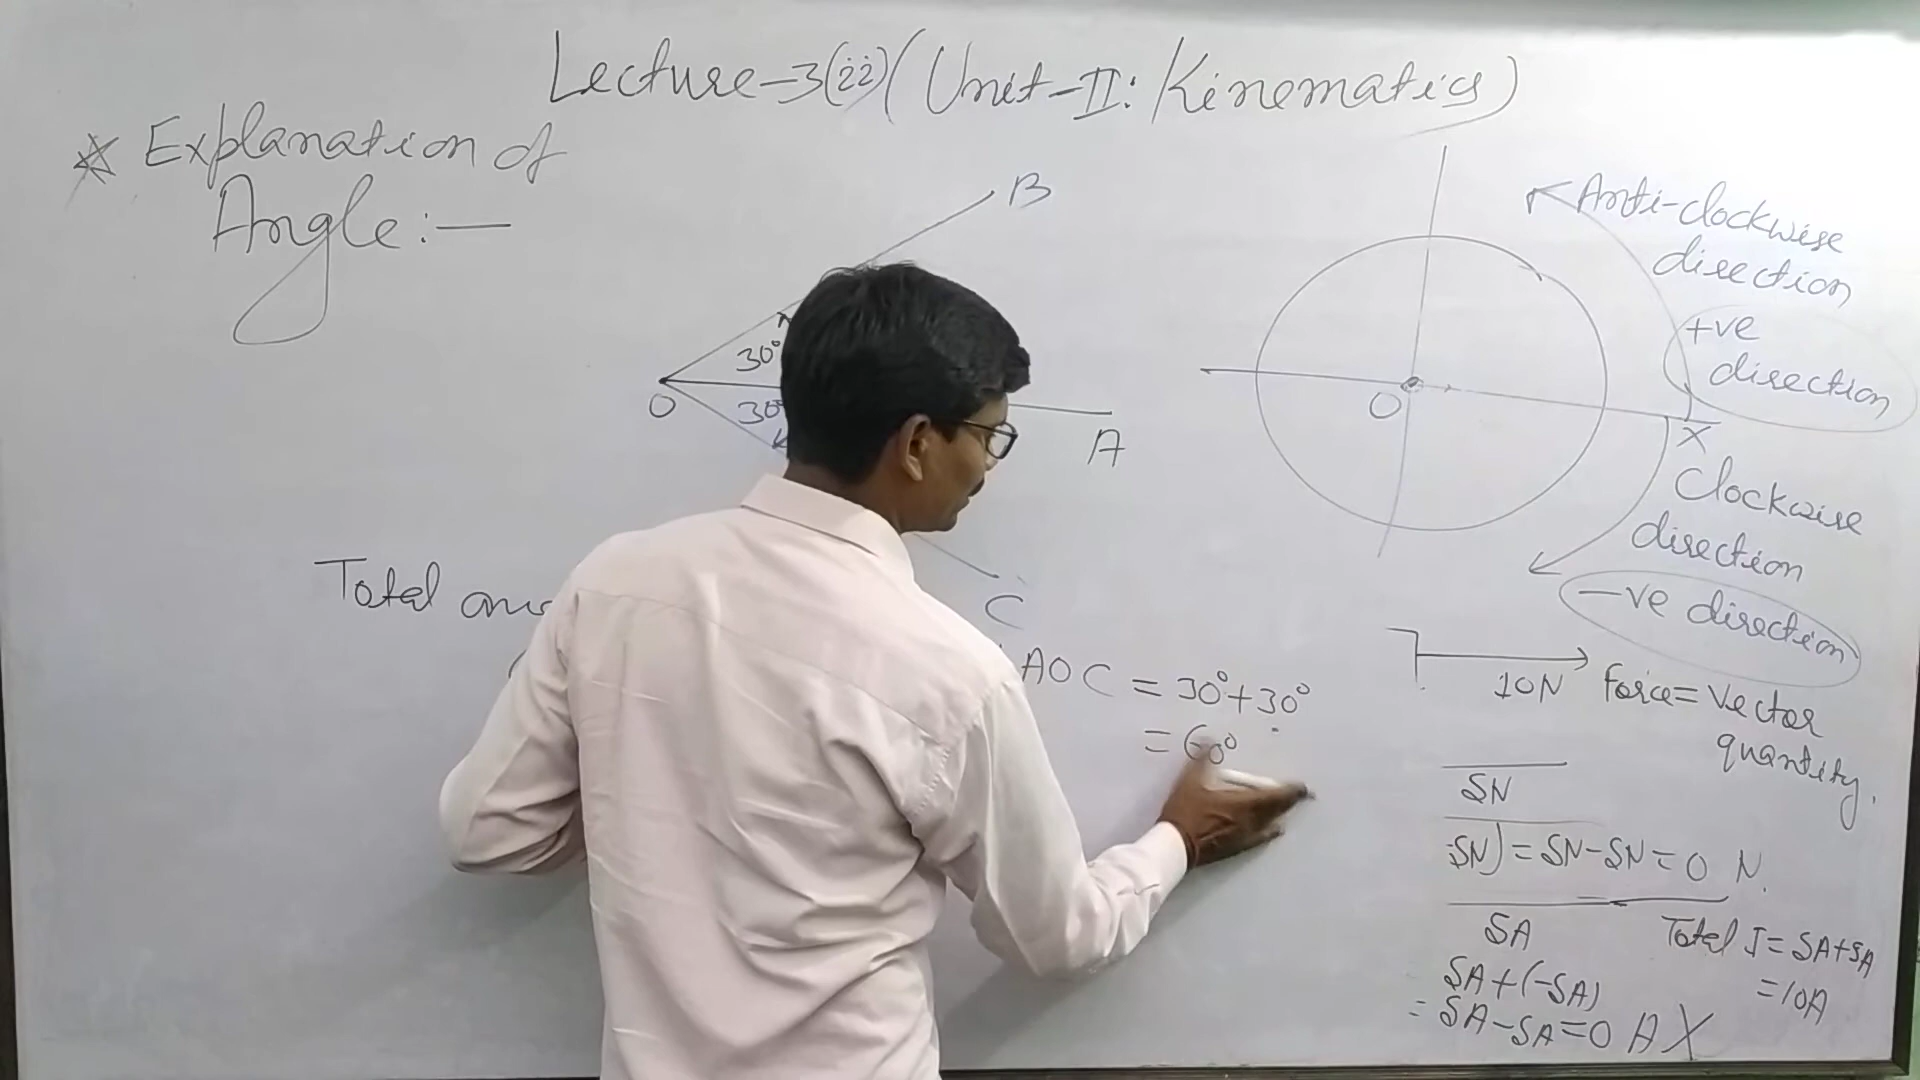 Lecture-3(ii) (Unit-II: Kinematics)
* Explanation of
Angle:—
B
30°
O
30°
A
C
Total
AOC = 30°+30°
= 60°
Anti-clockwise
direction
+ve
direction
O
X
Clockwise
direction
-ve direction
10N Force = Vector
quantity.
5N
5N) = 5N-5N = 0 N.
5A
Total I = 5A+5A
= 10A
5A+(-5A)
= 5A-5A=0 A X